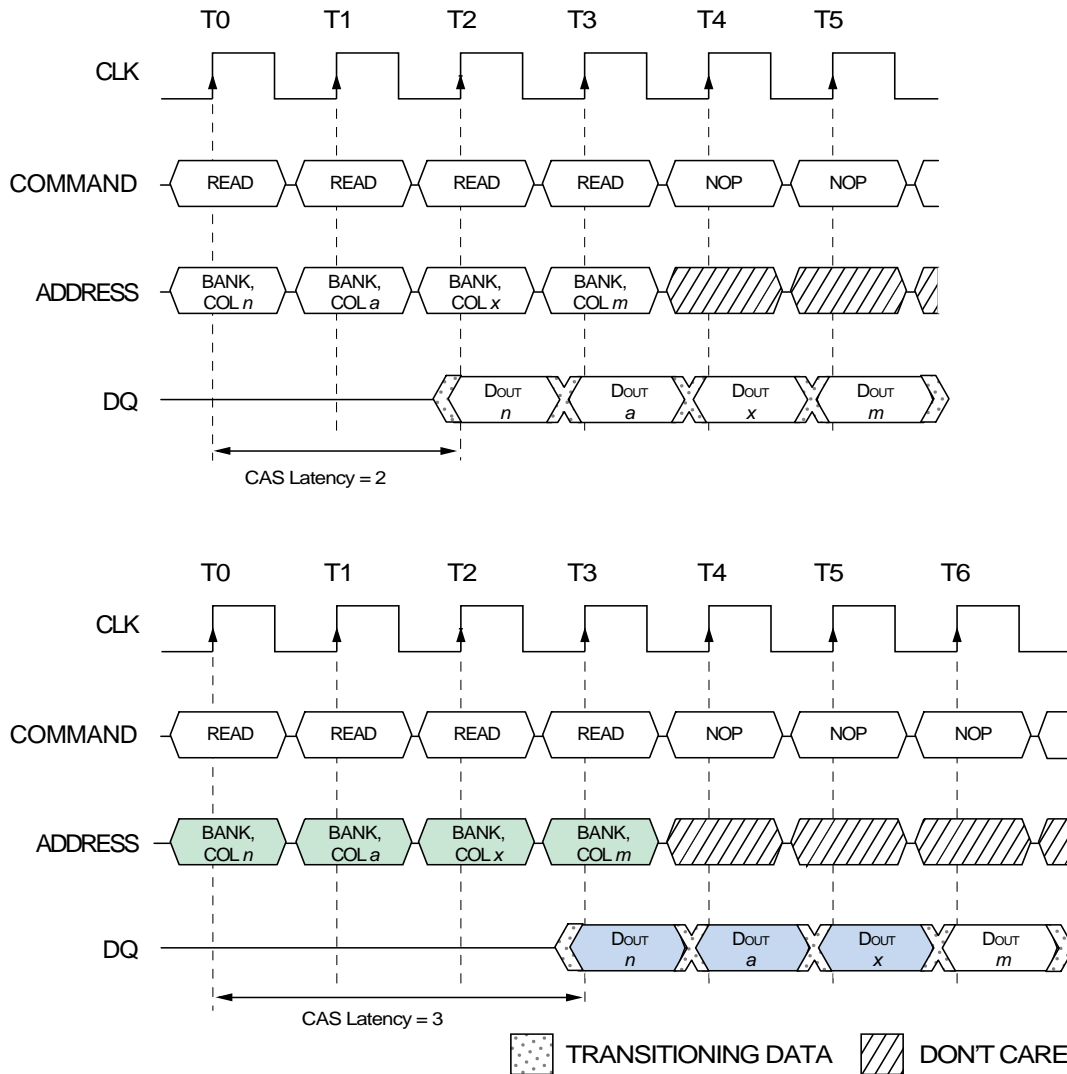 T0 T1 T2 T3 T4 T5
CLK
COMMAND READ READ READ READ NOP NOP
ADDRESS BANK, COL n BANK, COL a BANK, COL x BANK, COL m
DQ DOUT n DOUT a DOUT x DOUT m
CAS Latency = 2
T0 T1 T2 T3 T4 T5 T6
CLK
COMMAND READ READ READ READ NOP NOP NOP
ADDRESS BANK, COL n BANK, COL a BANK, COL x BANK, COL m
DQ DOUT n DOUT a DOUT x DOUT m
CAS Latency = 3
TRANSITIONING DATA DON'T CARE